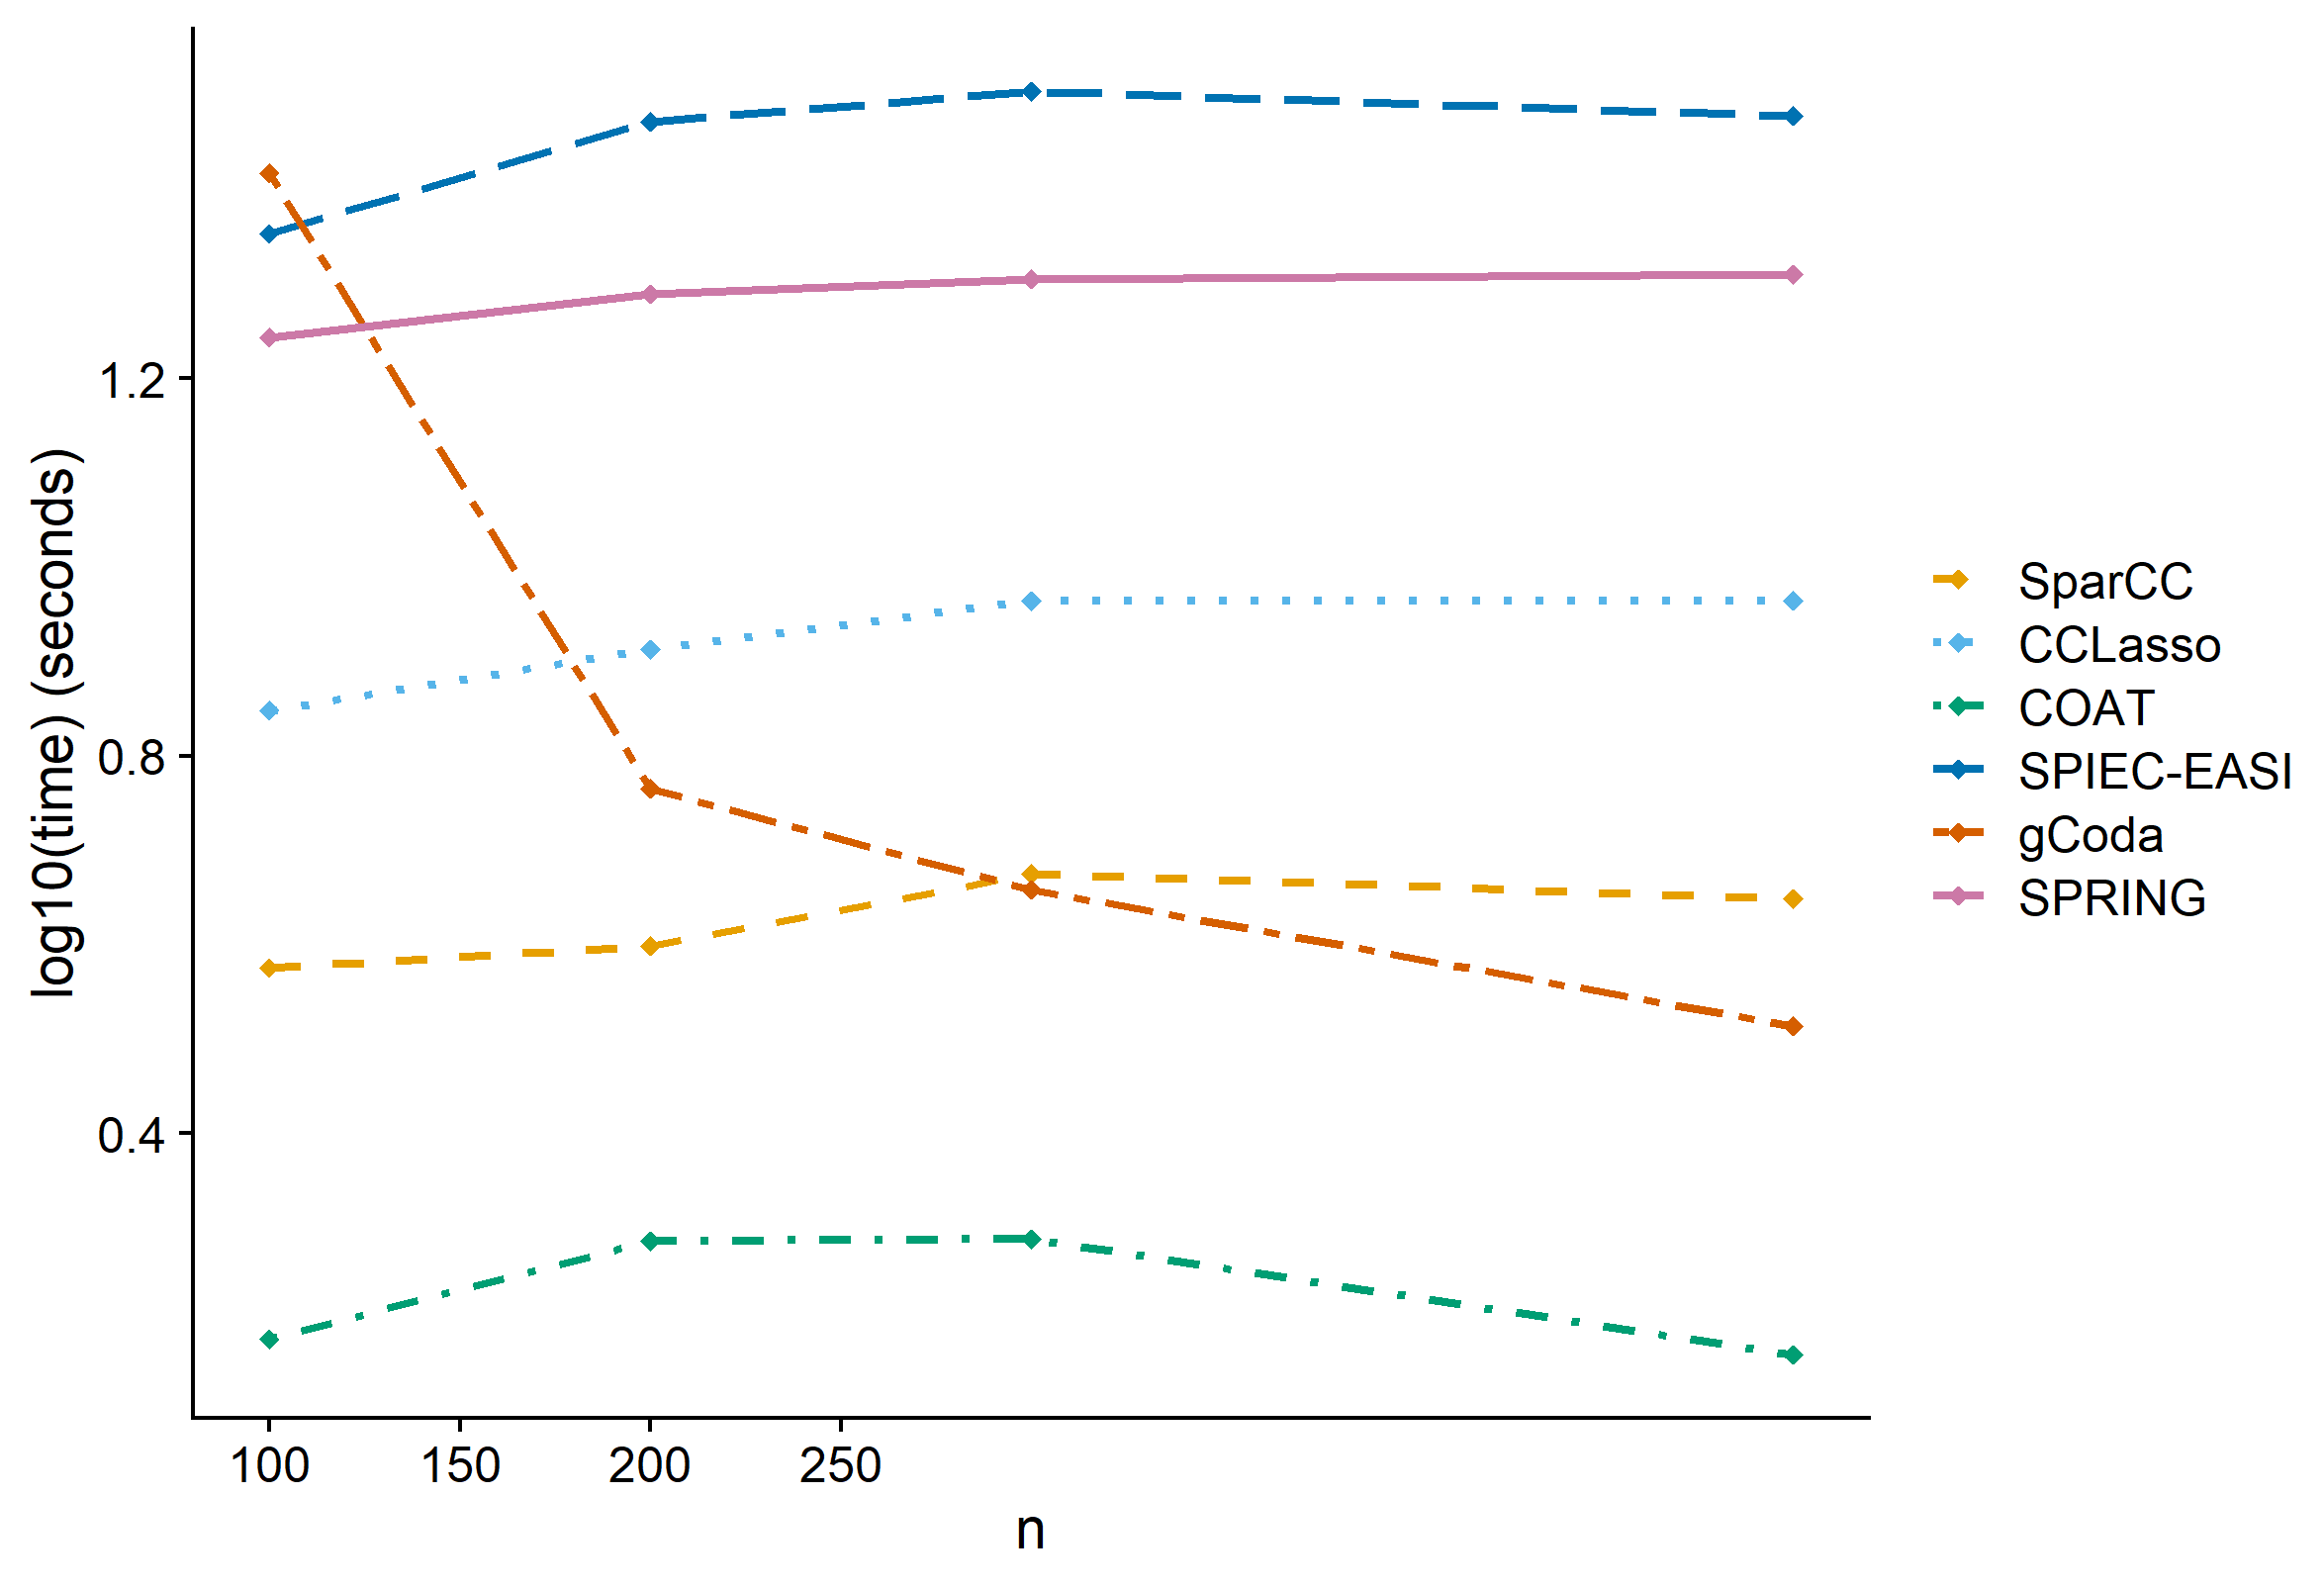 log10(time) (seconds)
1.2
0.8
0.4
100 150 200 250
n
SparCC
CCLasso
COAT
SPIEC-EASI
gCoda
SPRING